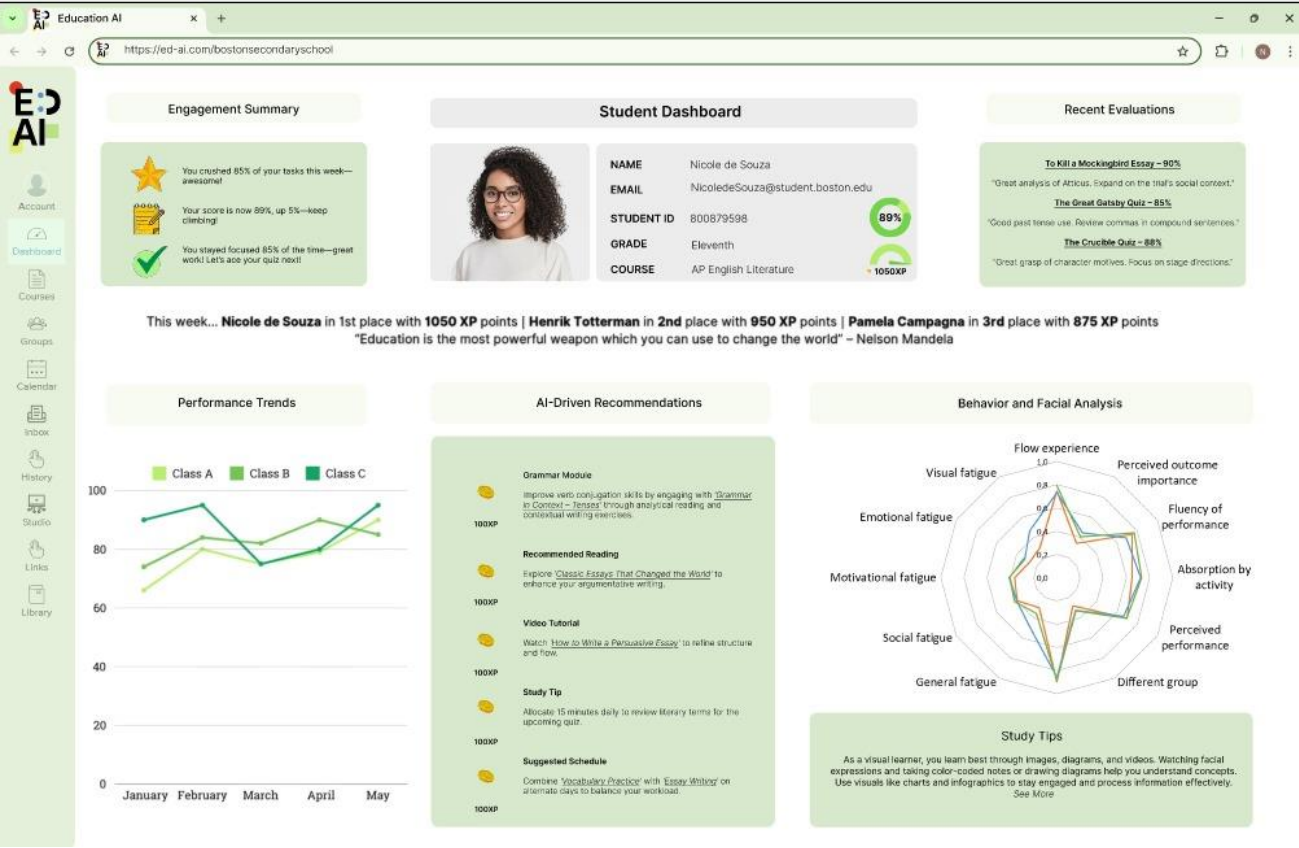 Education AI
https://ed-ai.com/bostonsecondaryschool
N
E:D
AI
Account
Dashboard
Courses
Groups
Calendar
Inbox
History
Studio
Links
Library
Engagement Summary
You crushed 85% of your tasks this week—
awesome!
Your score is now 89%, up 5%—keep
climbing!
You stayed focused 85% of the time—great
work! Let's ace your quiz next!
Student Dashboard
NAME Nicole de Souza
EMAIL NicoledeSouza@student.boston.edu
STUDENT ID 800879598
GRADE Eleventh
COURSE AP English Literature
89%
1050XP
Recent Evaluations
To Kill a Mockingbird Essay – 90%
"Great analysis of Atticus. Expand on the trial's social context."
The Great Gatsby Quiz – 85%
"Good past tense use. Review commas in compound sentences."
The Crucible Quiz – 88%
"Great grasp of character motives. Focus on stage directions."
This week... Nicole de Souza in 1st place with 1050 XP points | Henrik Totterman in 2nd place with 950 XP points | Pamela Campagna in 3rd place with 875 XP points
"Education is the most powerful weapon which you can use to change the world" – Nelson Mandela
Performance Trends
Class A Class B Class C
100
80
60
40
20
0
January February March April May
AI-Driven Recommendations
Grammar Module
Improve verb conjugation skills by engaging with 'Grammar
in Context – Tenses' through analytical reading and
contextual writing exercises.
100XP
Recommended Reading
Explore 'Classic Essays That Changed the World' to
enhance your argumentative writing.
100XP
Video Tutorial
Watch 'How to Write a Persuasive Essay' to refine structure
and flow.
100XP
Study Tip
Allocate 15 minutes daily to review literary terms for the
upcoming quiz.
100XP
Suggested Schedule
Combine 'Vocabulary Practice' with 'Essay Writing' on
alternate days to balance your workload.
100XP
Behavior and Facial Analysis
Flow experience
Perceived outcome
importance
Fluency of
performance
Absorption by
activity
Perceived
performance
Different group
General fatigue
Social fatigue
Motivational fatigue
Emotional fatigue
Visual fatigue
1,0
0,8
0,6
0,4
0,2
0,0
Study Tips
As a visual learner, you learn best through images, diagrams, and videos. Watching facial
expressions and taking color-coded notes or drawing diagrams help you understand concepts.
Use visuals like charts and infographics to stay engaged and process information effectively.
See More